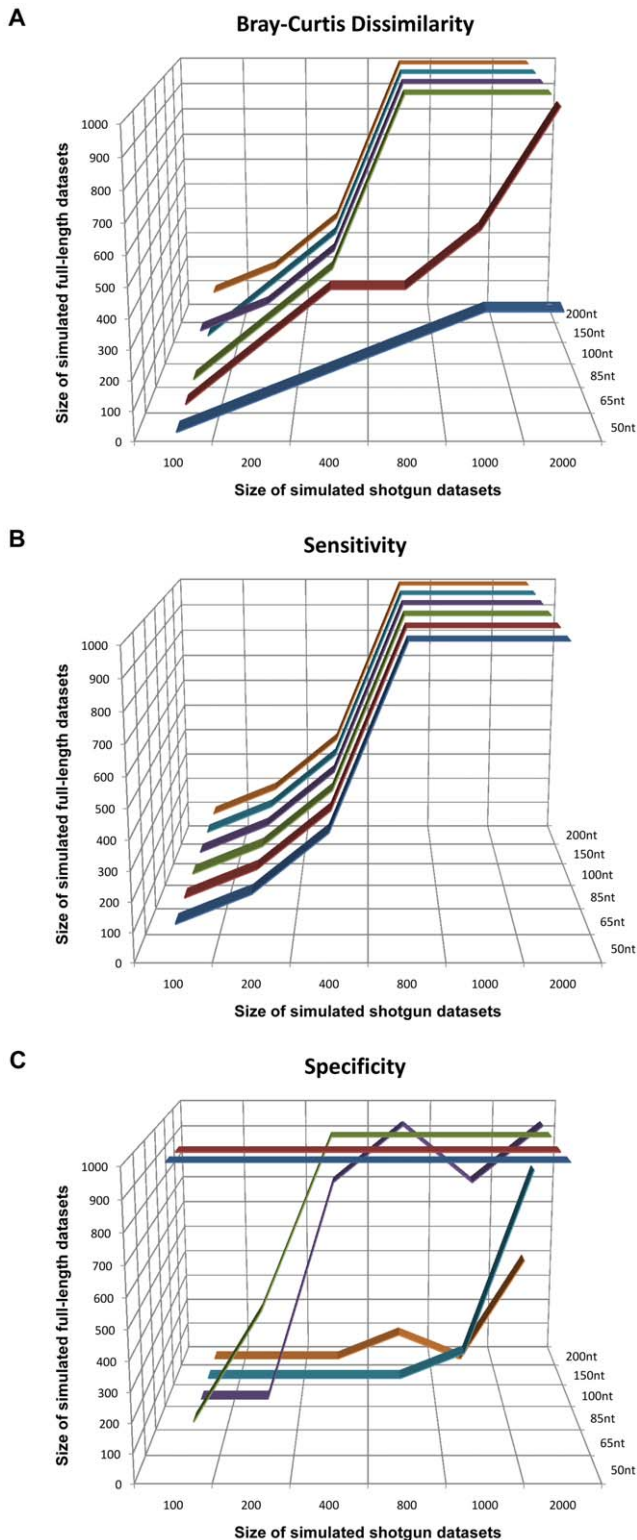 A
Bray-Curtis Dissimilarity
Size of simulated full-length datasets
1000
900
800
700
600
500
400
300
200
100
0
200nt
150nt
100nt
85nt
65nt
50nt
100 200 400 800 1000 2000
Size of simulated shotgun datasets
B
Sensitivity
Size of simulated full-length datasets
1000
900
800
700
600
500
400
300
200
100
0
200nt
150nt
100nt
85nt
65nt
50nt
100 200 400 800 1000 2000
Size of simulated shotgun datasets
C
Specificity
Size of simulated full-length datasets
1000
900
800
700
600
500
400
300
200
100
0
200nt
150nt
100nt
85nt
65nt
50nt
100 200 400 800 1000 2000
Size of simulated shotgun datasets